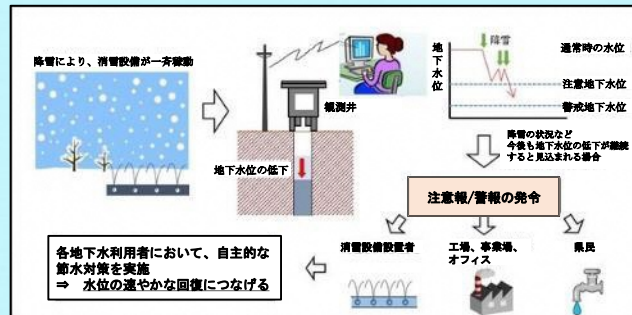 降雪により、消雪設備が一斉稼動
観測井
地下水位の低下
地下水位
降雪
通常時の水位
注意地下水位
警戒地下水位
降雪の状況など
今後も地下水位の低下が継続
すると見込まれる場合
注意報/警報の発令
消雪設備設置者
工場、事業場、
オフィス
県民
各地下水利用者において、自主的な
節水対策を実施
⇒ 水位の速やかな回復につなげる